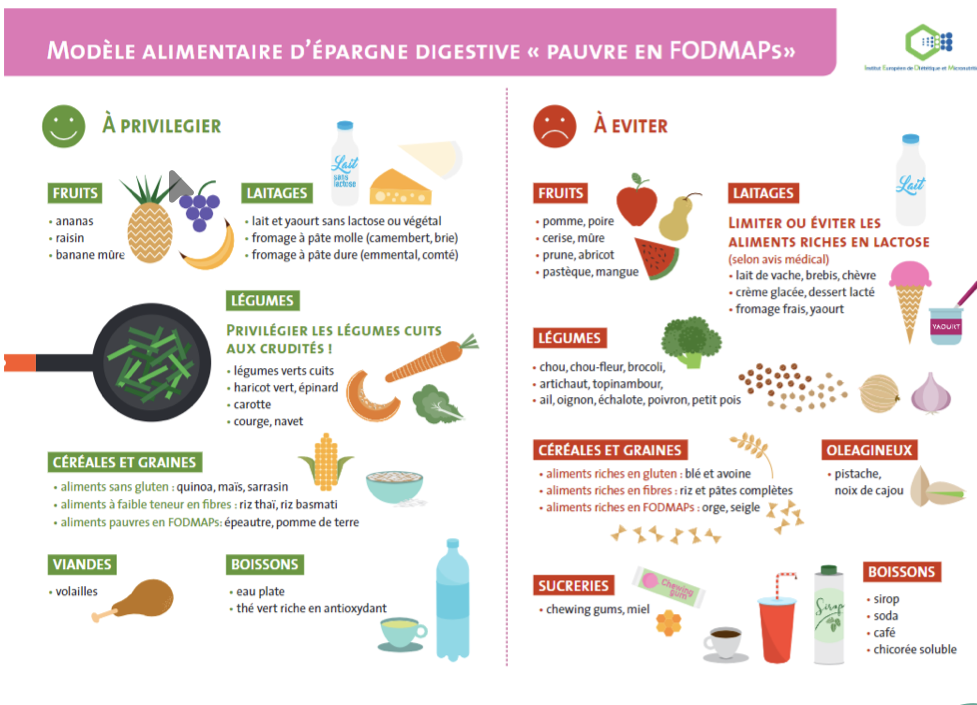 MODÈLE ALIMENTAIRE D'ÉPARGNE DIGESTIVE « PAUVRE EN FODMAPS»
Institut Européen de Diététique et Micronutrition
À PRIVILEGIER
FRUITS
• ananas
• raisin
• banane mûre
LAITAGES
Lait
sans
lactose
• lait et yaourt sans lactose ou végétal
• fromage à pâte molle (camembert, brie)
• fromage à pâte dure (emmental, comté)
LÉGUMES
PRIVILÉGIER LES LÉGUMES CUITS
AUX CRUDITÉS !
• légumes verts cuits
• haricot vert, épinard
• carotte
• courge, navet
CÉRÉALES ET GRAINES
• aliments sans gluten : quinoa, maïs, sarrasin
• aliments à faible teneur en fibres : riz thaï, riz basmati
• aliments pauvres en FODMAPs: épeautre, pomme de terre
VIANDES
• volailles
BOISSONS
• eau plate
• thé vert riche en antioxydant
À EVITER
FRUITS
• pomme, poire
• cerise, mûre
• prune, abricot
• pastèque, mangue
LAITAGES
Lait
LIMITER OU ÉVITER LES
ALIMENTS RICHES EN LACTOSE
(selon avis médical)
• lait de vache, brebis, chèvre
• crème glacée, dessert lacté
• fromage frais, yaourt
YAOURT
LÉGUMES
• chou, chou-fleur, brocoli,
• artichaut, topinambour,
• ail, oignon, échalote, poivron, petit pois
CÉRÉALES ET GRAINES
• aliments riches en gluten : blé et avoine
• aliments riches en fibres : riz et pâtes complètes
• aliments riches en FODMAPs : orge, seigle
OLEAGINEUX
• pistache,
noix de cajou
SUCRERIES
• chewing gums, miel
Chewing
gum
Sirop
BOISSONS
• sirop
• soda
• café
• chicorée soluble